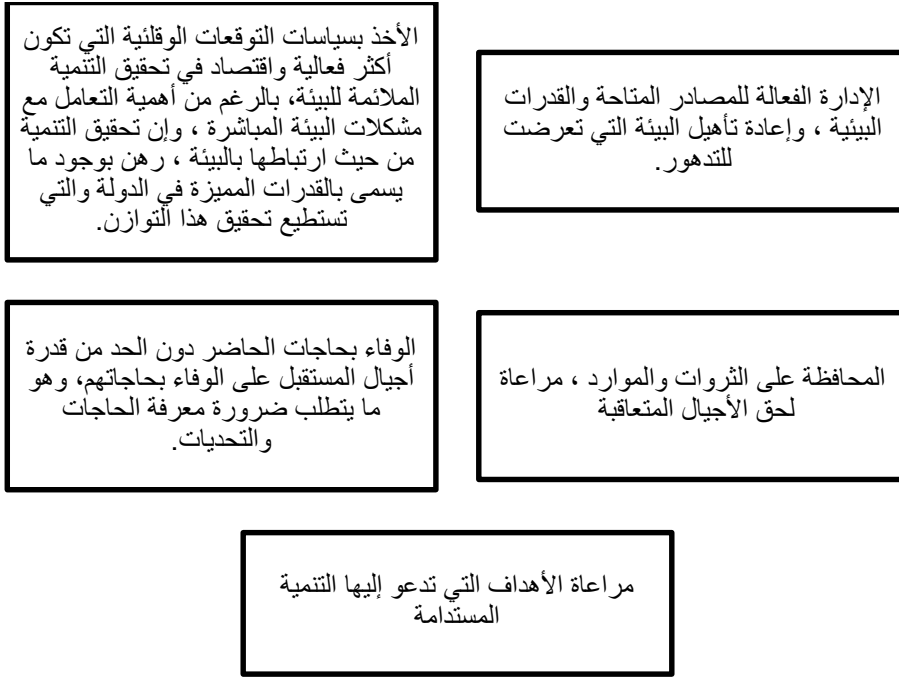 الإدارة الفعالة للمصادر المتاحة والقدرات
البيئية ، وإعادة تأهيل البيئة التي تعرضت
للتدهور.
الأخذ بسياسات التوقعات الوقلئية التي تكون
أكثر فعالية واقتصاد في تحقيق التنمية
الملائمة للبيئة، بالرغم من أهمية التعامل مع
مشكلات البيئة المباشرة ، وإن تحقيق التنمية
من حيث ارتباطها بالبيئة ، رهن بوجود ما
يسمى بالقدرات المميزة في الدولة والتي
تستطيع تحقيق هذا التوازن.
المحافظة على الثروات والموارد ، مراعاة
لحق الأجيال المتعاقبة
الوفاء بحاجات الحاضر دون الحد من قدرة
أجيال المستقبل على الوفاء بحاجاتهم، وهو
ما يتطلب ضرورة معرفة الحاجات
والتحديات.
مراعاة الأهداف التي تدعو إليها التنمية
المستدامة